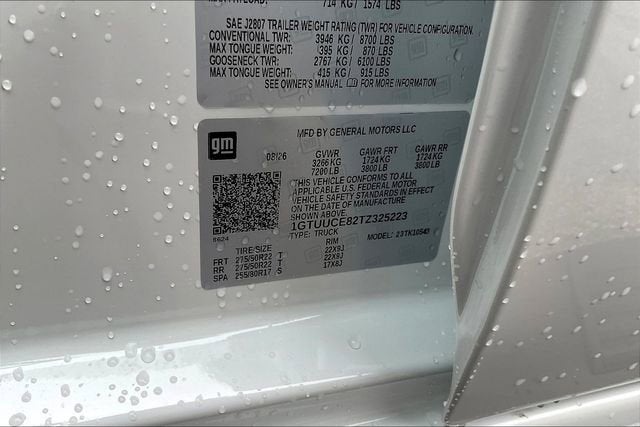 MAX PAYLOAD: 714 KG / 1574 LBS
SAE J2807 TRAILER WEIGHT RATING (TWR) FOR VEHICLE CONFIGURATION.
CONVENTIONAL TWR: 3946 KG/ 8700 LBS
MAX TONGUE WEIGHT: 395 KG/ 870 LBS
GOOSENECK TWR: 2767 KG/ 6100 LBS
MAX TONGUE WEIGHT: 415 KG/ 915 LBS
SEE OWNER'S MANUAL FOR MORE INFORMATION
gm
MFD BY GENERAL MOTORS LLC
08/26 GVWR GAWR FRT GAWR RR
3266 KG 1724 KG 1724 KG
7200 LB 3800 LB 3800 LB
THIS VEHICLE CONFORMS TO ALL
APPLICABLE U.S. FEDERAL MOTOR
VEHICLE SAFETY STANDARDS IN EFFECT
ON THE DATE OF MANUFACTURE
SHOWN ABOVE.
1GTUUCE82TZ325223
TYPE: TRUCK MODEL: 23TK10543
8624
TIRE/SIZE RIM
FRT 275/50R22 T 22X9J
RR 275/50R22 T 22X9J
SPA 255/80R17 S 17X8J